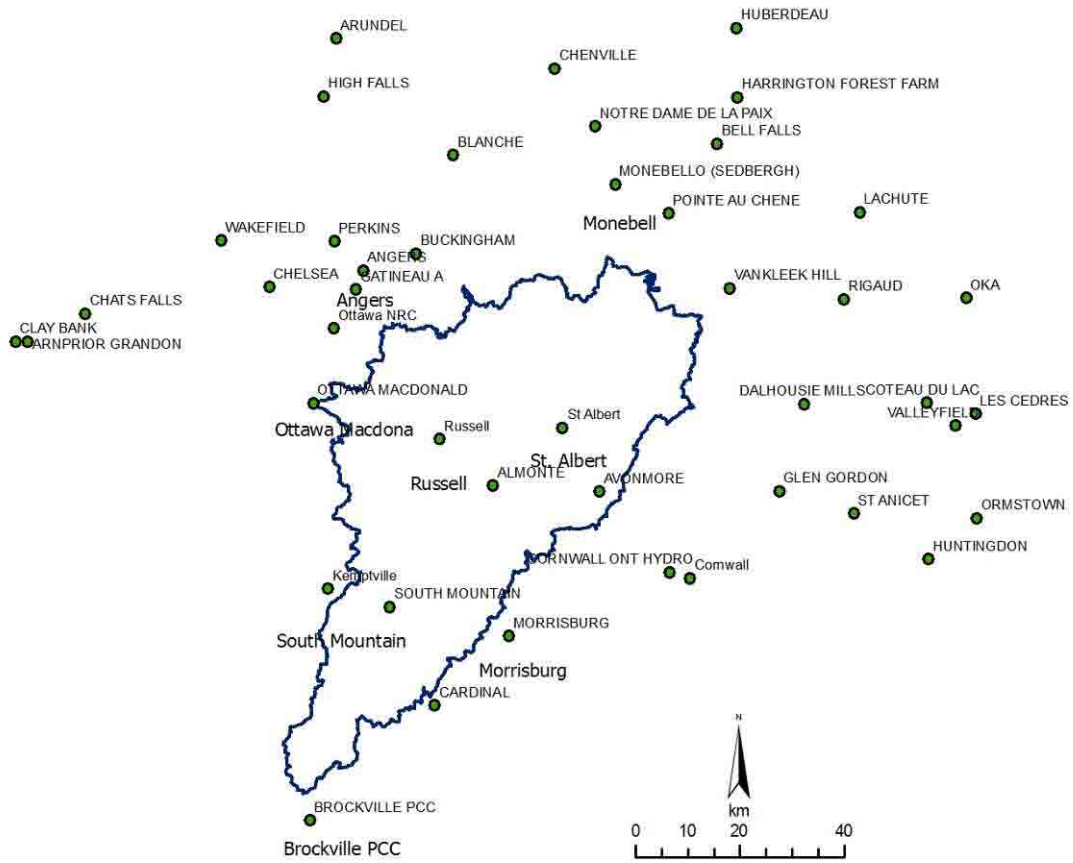 HUBERDEAU
ARUNDEL
CHENVILLE
HIGH FALLS
HARRINGTON FOREST FARM
NOTRE DAME DE LA PAIX
BELL FALLS
BLANCHE
MONEBELLO (SEDBERGH)
POINTE AU CHENE
LACHUTE
Monebell
WAKEFIELD
PERKINS
BUCKINGHAM
ANGERS
CHELSEA
GATINEAU A
VANKLEEK HILL
RIGAUD
OKA
CHATS FALLS
Angers
Ottawa NRC
CLAY BANK
ARNPRIOR GRANDON
OTTAWA MACDONALD
DALHOUSIE MILLS
COTEAU DU LAC
LES CEDRES
VALLEYFIELD
Ottawa Macdona
Russell
St Albert
St. Albert
ALMONTE
AVONMORE
GLEN GORDON
Russell
ST ANICET
ORMSTOWN
HUNTINGDON
CORNWALL ONT HYDRO
Cornwall
Kemptville
SOUTH MOUNTAIN
MORRISBURG
South Mountain
Morrisburg
CARDINAL
N
BROCKVILLE PCC
km
0 10 20 40
Brockville PCC